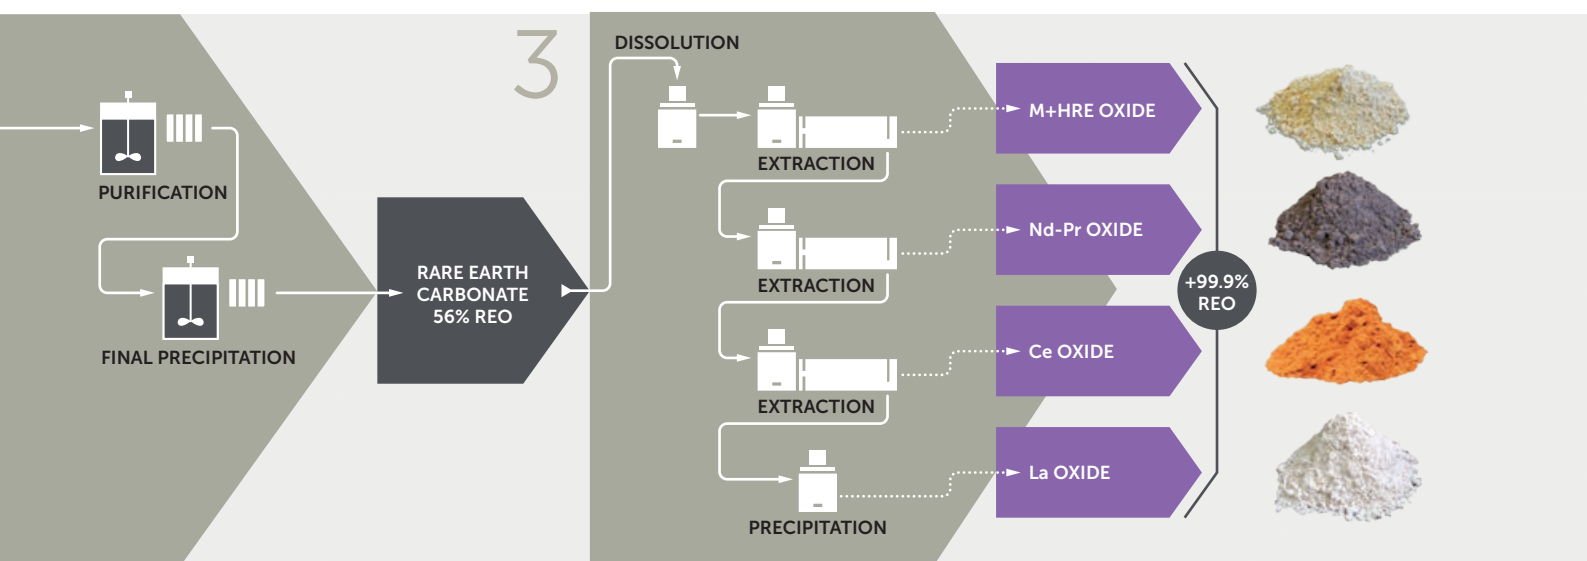 PURIFICATION
FINAL PRECIPITATION
RARE EARTH
CARBONATE
56% REO
3
DISSOLUTION
EXTRACTION
EXTRACTION
EXTRACTION
PRECIPITATION
M+HRE OXIDE
Nd-Pr OXIDE
Ce OXIDE
La OXIDE
+99.9%
REO